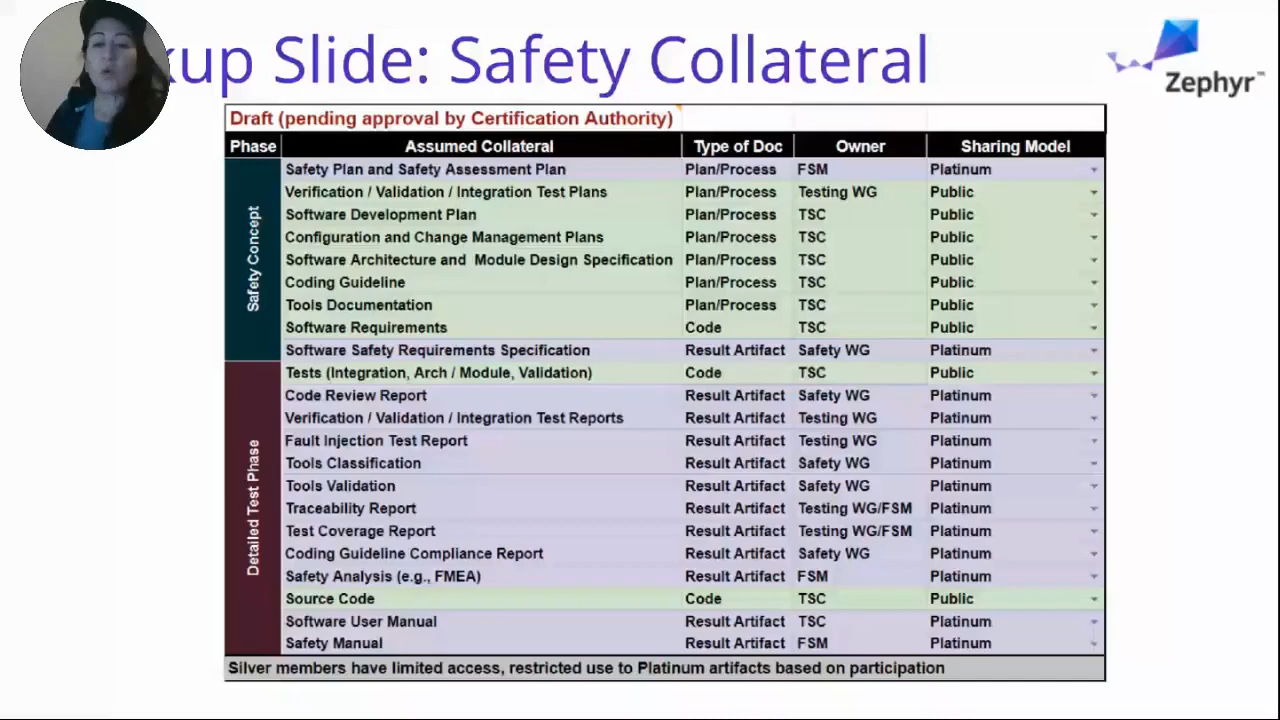 kup Slide: Safety Collateral
Zephyr™
Draft (pending approval by Certification Authority)
Phase Assumed Collateral Type of Doc Owner Sharing Model
Safety Concept
Safety Plan and Safety Assessment Plan Plan/Process FSM Platinum
Verification / Validation / Integration Test Plans Plan/Process Testing WG Public
Software Development Plan Plan/Process TSC Public
Configuration and Change Management Plans Plan/Process TSC Public
Software Architecture and Module Design Specification Plan/Process TSC Public
Coding Guideline Plan/Process TSC Public
Tools Documentation Plan/Process TSC Public
Software Requirements Code TSC Public
Software Safety Requirements Specification Result Artifact Safety WG Platinum
Detailed Test Phase
Tests (Integration, Arch / Module, Validation) Code TSC Public
Code Review Report Result Artifact Safety WG Platinum
Verification / Validation / Integration Test Reports Result Artifact Testing WG Platinum
Fault Injection Test Report Result Artifact Testing WG Platinum
Tools Classification Result Artifact Safety WG Platinum
Tools Validation Result Artifact Safety WG Platinum
Traceability Report Result Artifact Testing WG/FSM Platinum
Test Coverage Report Result Artifact Testing WG/FSM Platinum
Coding Guideline Compliance Report Result Artifact Safety WG Platinum
Safety Analysis (e.g., FMEA) Result Artifact FSM Platinum
Source Code Code TSC Public
Software User Manual Result Artifact TSC Platinum
Safety Manual Result Artifact FSM Platinum
Silver members have limited access, restricted use to Platinum artifacts based on participation